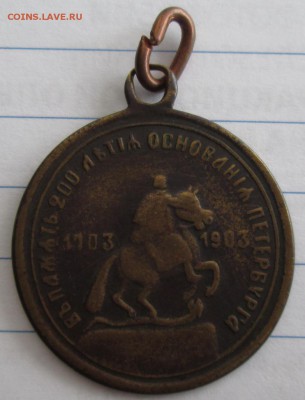 COINS.LAVE.RU
ВЪ ПАМЯТЬ 200 ЛѢТІЯ ОСНОВАНІЯ ПЕТЕРБУРГА
1703 1903